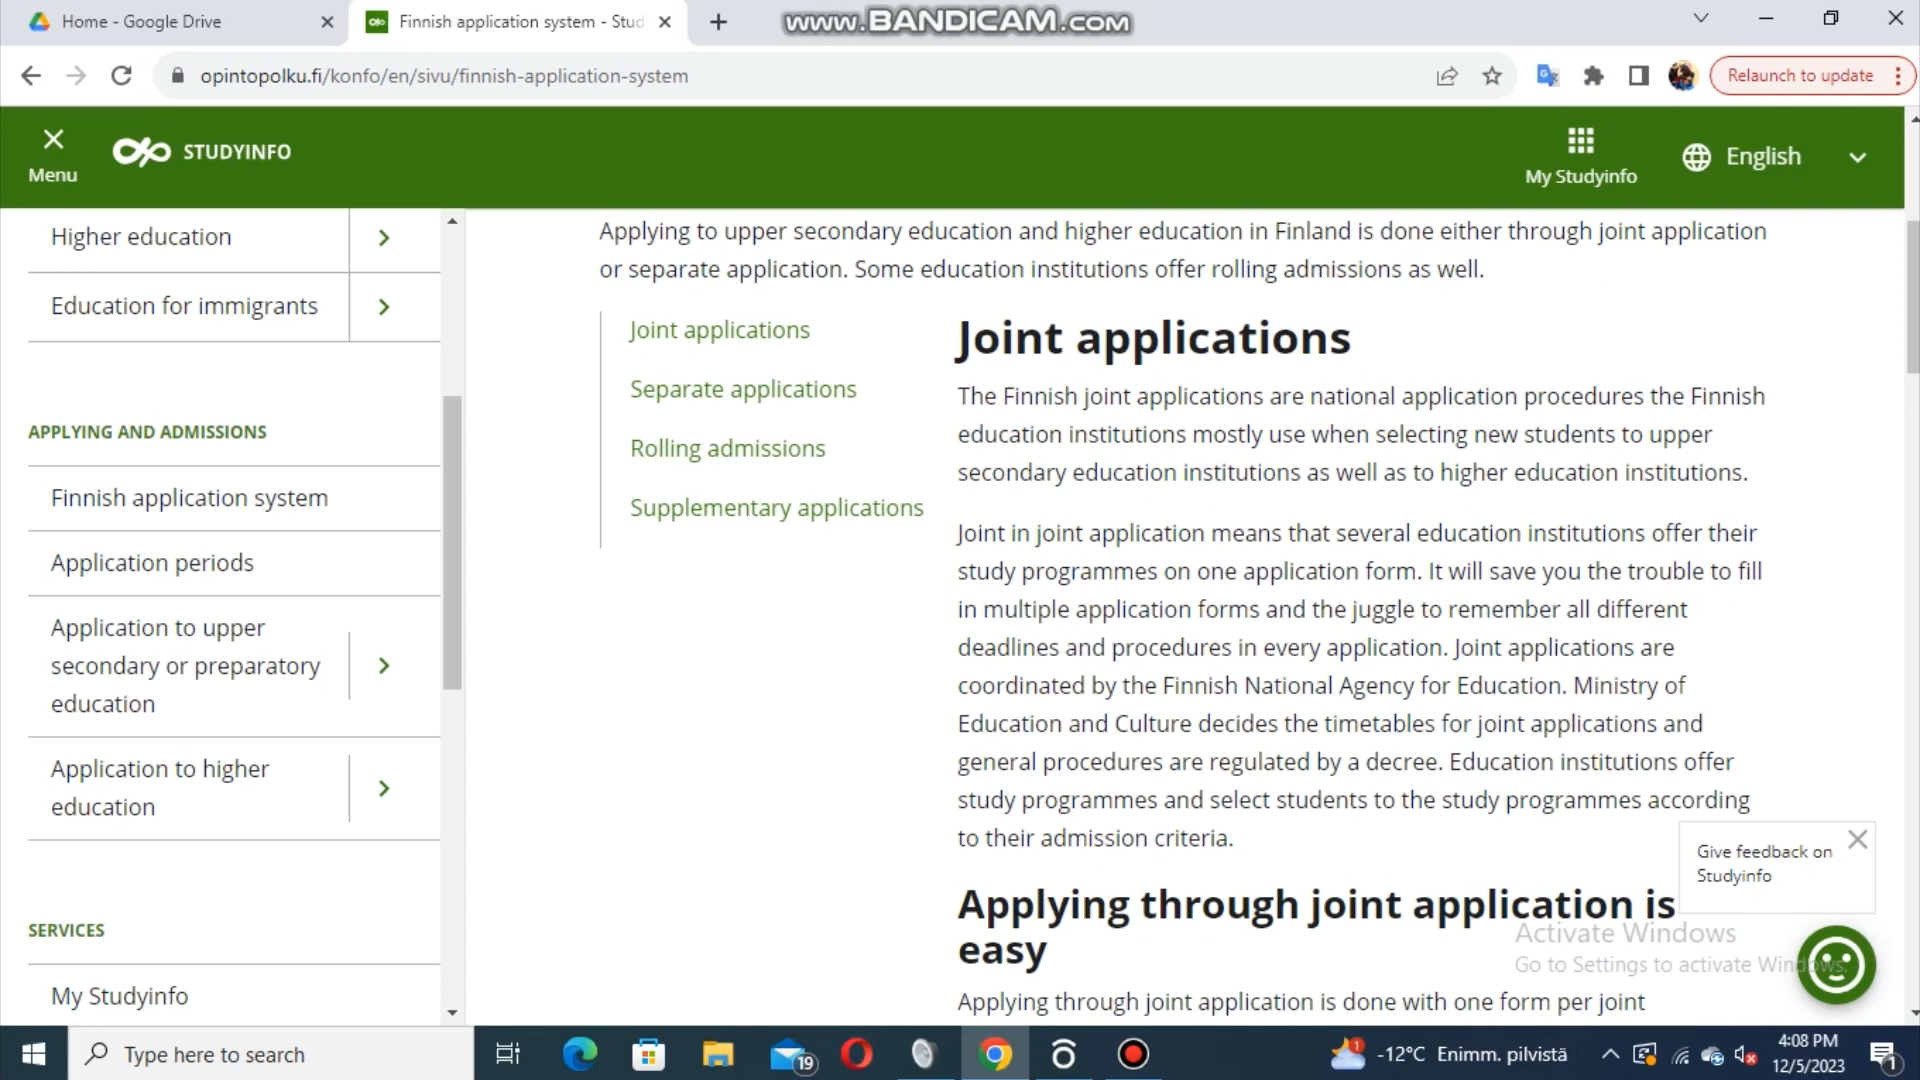 Home - Google Drive
Finnish application system - Stud
www.BANDICAM.com
opintopolku.fi/konfo/en/sivu/finnish-application-system
Relaunch to update
Menu
STUDYINFO
My Studyinfo
English
Higher education
Education for immigrants
APPLYING AND ADMISSIONS
Finnish application system
Application periods
Application to upper
secondary or preparatory
education
Application to higher
education
SERVICES
My Studyinfo
Applying to upper secondary education and higher education in Finland is done either through joint application
or separate application. Some education institutions offer rolling admissions as well.
Joint applications
Separate applications
Rolling admissions
Supplementary applications
Joint applications
The Finnish joint applications are national application procedures the Finnish
education institutions mostly use when selecting new students to upper
secondary education institutions as well as to higher education institutions.
Joint in joint application means that several education institutions offer their
study programmes on one application form. It will save you the trouble to fill
in multiple application forms and the juggle to remember all different
deadlines and procedures in every application. Joint applications are
coordinated by the Finnish National Agency for Education. Ministry of
Education and Culture decides the timetables for joint applications and
general procedures are regulated by a decree. Education institutions offer
study programmes and select students to the study programmes according
to their admission criteria.
Applying through joint application is
easy
Applying through joint application is done with one form per joint
Give feedback on
Studyinfo
Activate Windows
Go to Settings to activate Windows.
Type here to search
19
1
-12°C Enimm. pilvistä
4:08 PM
12/5/2023
1